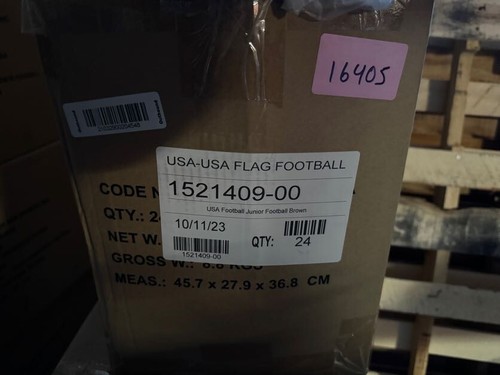 16405
USA-USA FLAG FOOTBALL
CODE N
1521409-00
USA Football Junior Football Brown
QTY.: 24
10/11/23
QTY: 24
NET W.
1521409-00
GROSS W.: 8.8 KGS
MEAS.: 45.7 x 27.9 x 36.8 CM